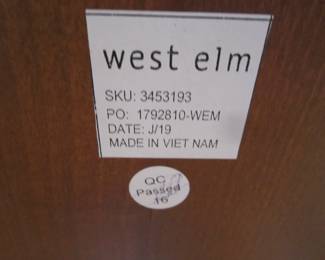 west elm
SKU: 3453193
PO: 1792810-WEM
DATE: J/19
MADE IN VIET NAM
QC
Passed
16